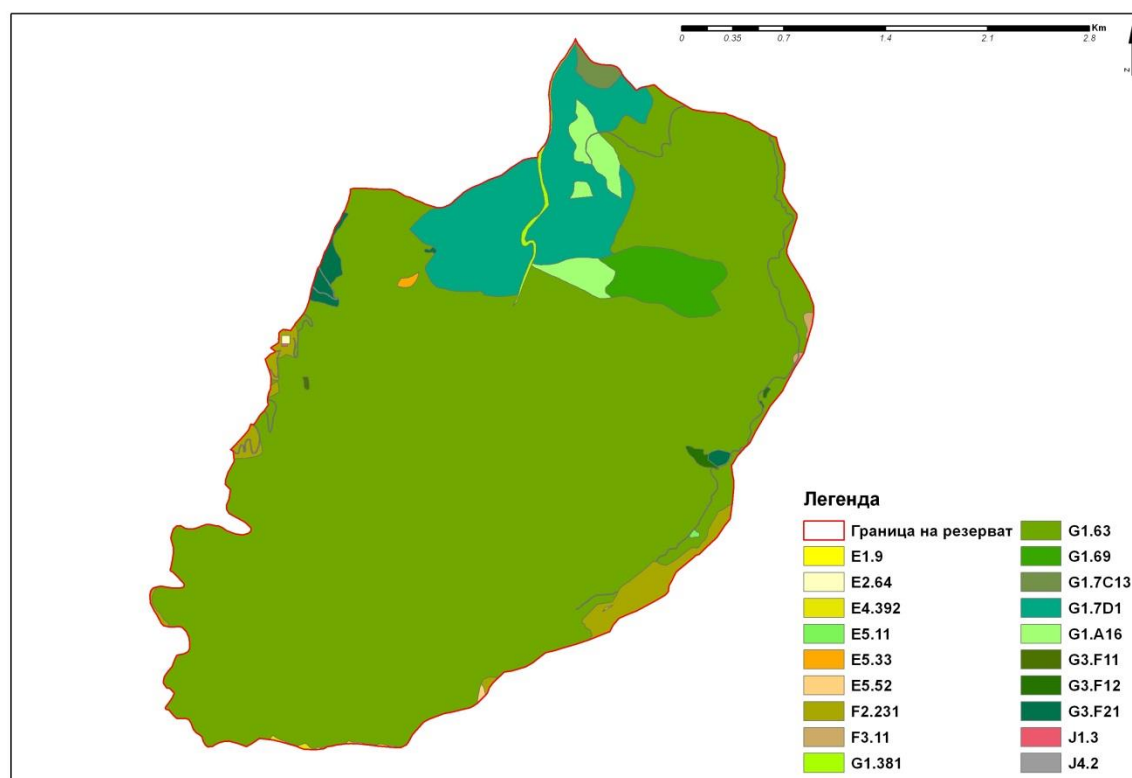 Km
0 0.35 0.7 1.4 2.1 2.8
z
Легенда
Граница на резерват
E1.9
E2.64
E4.392
E5.11
E5.33
E5.52
F2.231
F3.11
G1.381
G1.63
G1.69
G1.7C13
G1.7D1
G1.A16
G3.F11
G3.F12
G3.F21
J1.3
J4.2